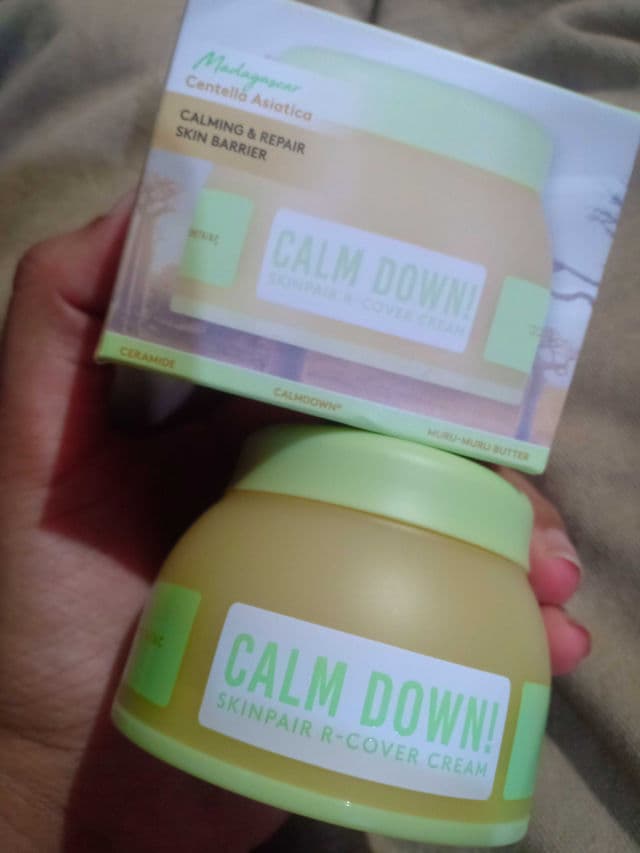 Madagascar
Centella Asiatica
CALMING & REPAIR
SKIN BARRIER
CALM DOWN!
SKINPAIR R-COVER CREAM
CERAMIDE
CALMDOWN®
MURU-MURU BUTTER
CALM DOWN!
SKINPAIR R-COVER CREAM